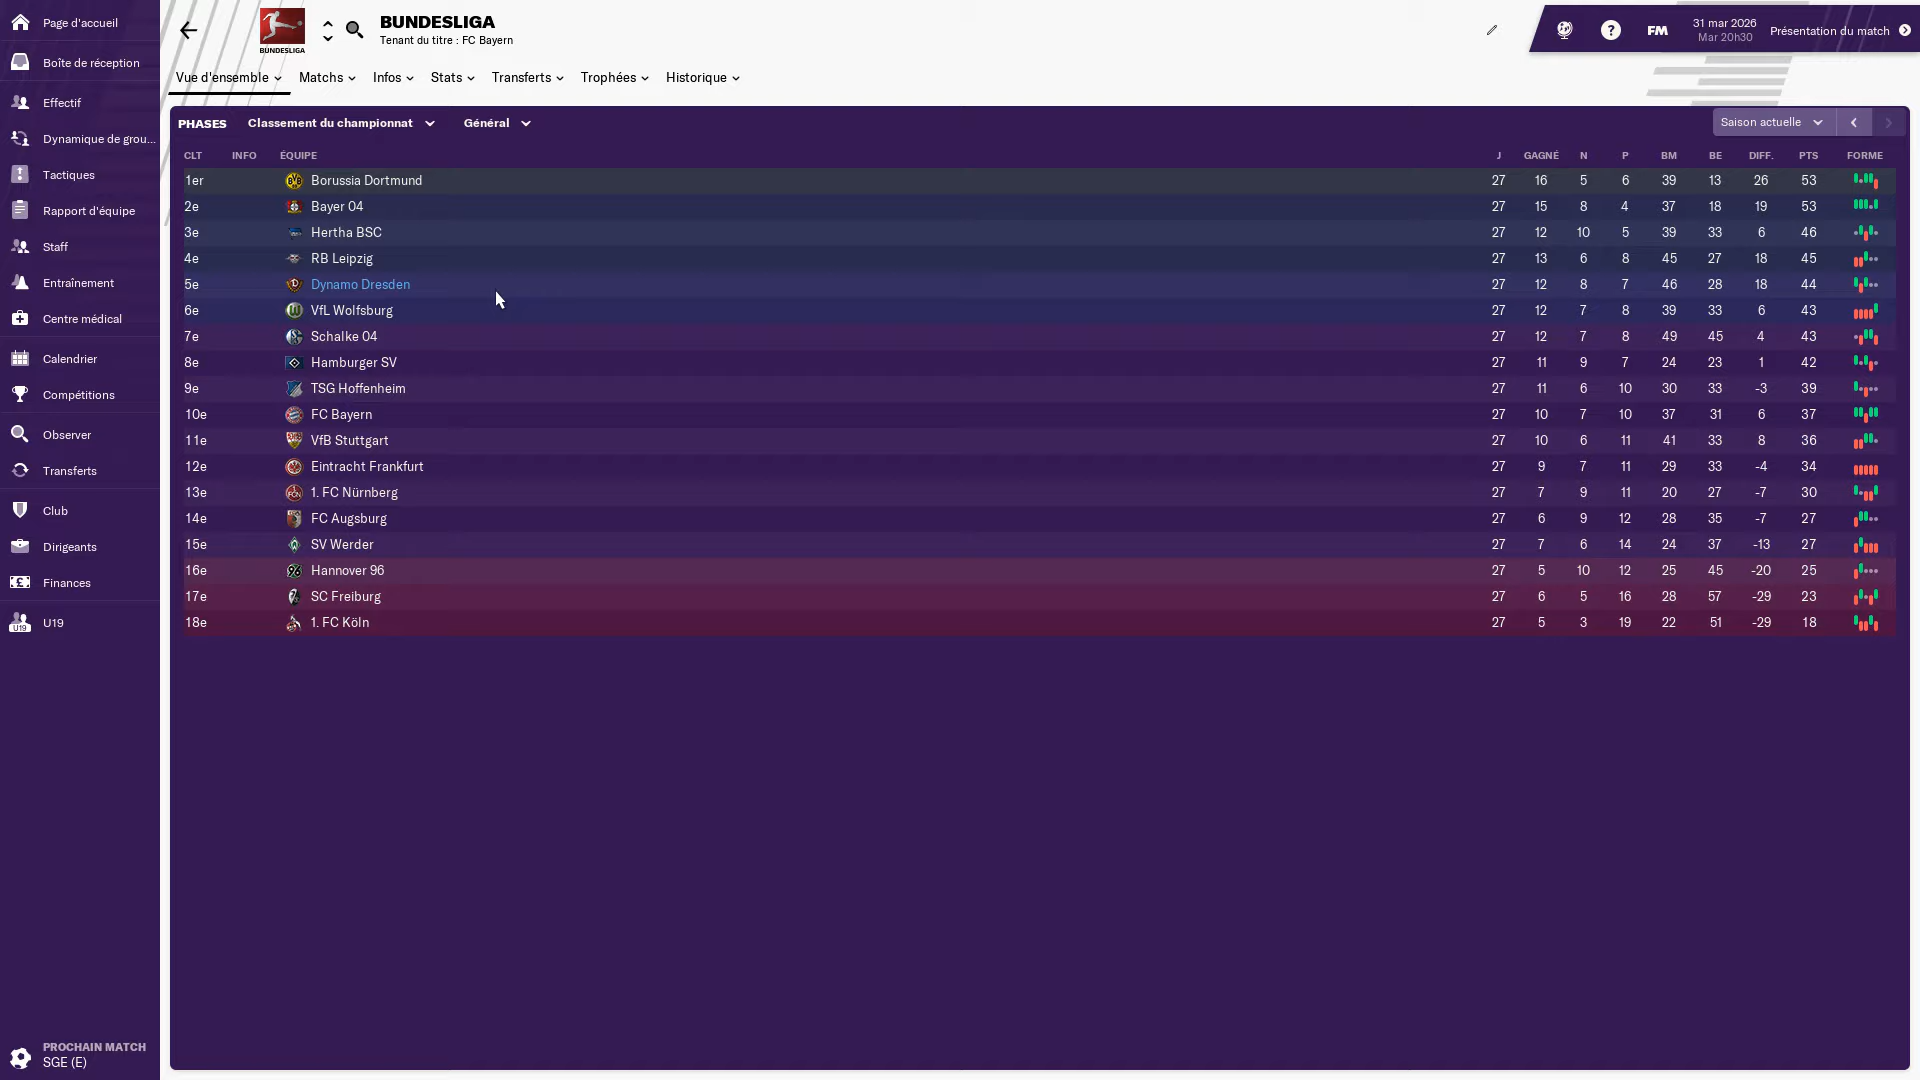 Page d'accueil
Boîte de réception
Effectif
Dynamique de grou...
Tactiques
Rapport d'équipe
Staff
Entraînement
Centre médical
Calendrier
Compétitions
Observer
Transferts
Club
Dirigeants
Finances
U19
U19
PROCHAIN MATCH
SGE (E)
BUNDESLIGA
BUNDESLIGA
Tenant du titre : FC Bayern
FM
31 mar 2026
Mar 20h30
Présentation du match
Vue d'ensemble Matchs Infos Stats Transferts Trophées Historique
PHASES Classement du championnat Général Saison actuelle
CLT INFO ÉQUIPE J GAGNÉ N P BM BE DIFF. PTS FORME
1er Borussia Dortmund 27 16 5 6 39 13 26 53
2e Bayer 04 27 15 8 4 37 18 19 53
3e Hertha BSC 27 12 10 5 39 33 6 46
4e RB Leipzig 27 13 6 8 45 27 18 45
5e Dynamo Dresden 27 12 8 7 46 28 18 44
6e VfL Wolfsburg 27 12 7 8 39 33 6 43
7e Schalke 04 27 12 7 8 49 45 4 43
8e Hamburger SV 27 11 9 7 24 23 1 42
9e TSG Hoffenheim 27 11 6 10 30 33 -3 39
10e FC Bayern 27 10 7 10 37 31 6 37
11e VfB Stuttgart 27 10 6 11 41 33 8 36
12e Eintracht Frankfurt 27 9 7 11 29 33 -4 34
13e 1. FC Nürnberg 27 7 9 11 20 27 -7 30
14e FC Augsburg 27 6 9 12 28 35 -7 27
15e SV Werder 27 7 6 14 24 37 -13 27
16e Hannover 96 27 5 10 12 25 45 -20 25
17e SC Freiburg 27 6 5 16 28 57 -29 23
18e 1. FC Köln 27 5 3 19 22 51 -29 18